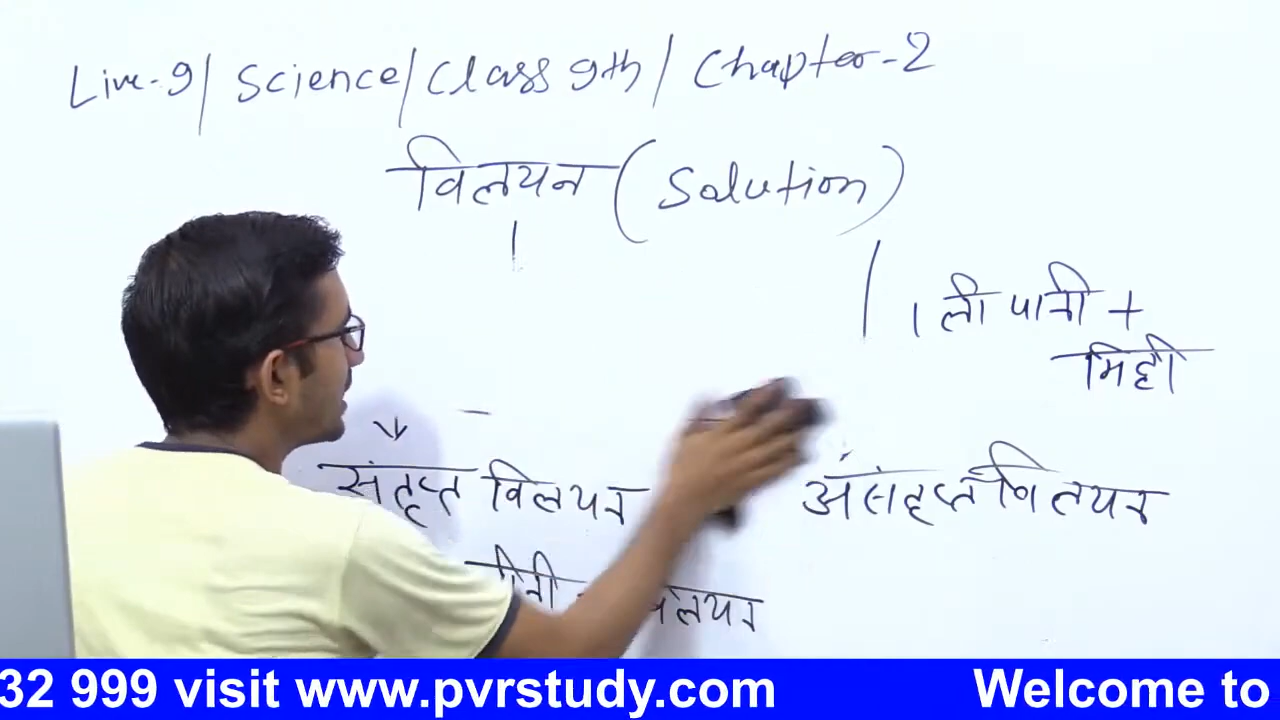 Live-9/Science/Class 9th/Chapter-2
विलयन (Solution)
1 ली पानी +
मिट्टी
संतृप्त विलयन
असंतृप्त विलयन
विलयन
32 999 visit www.pvrstudy.com Welcome to